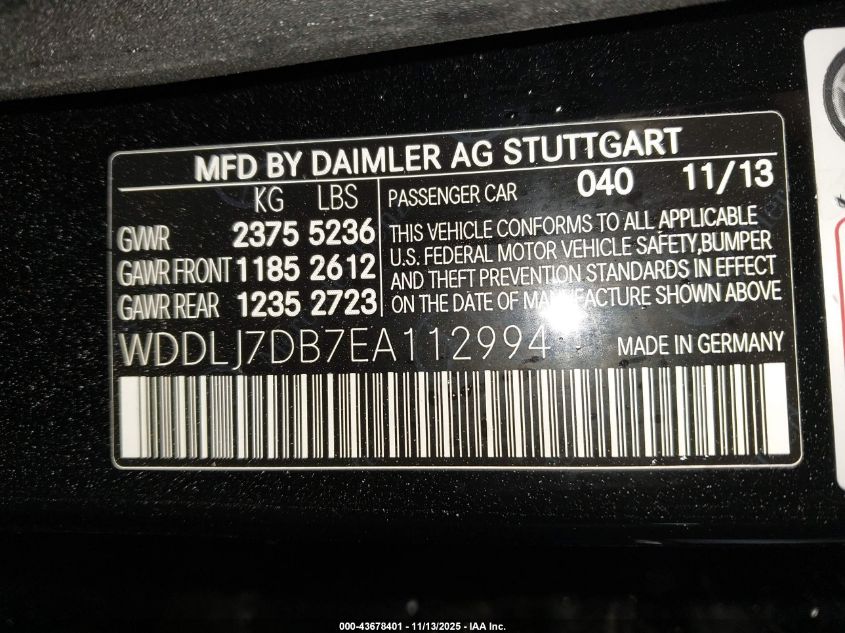 MFD BY DAIMLER AG STUTTGART
KG LBS
GWWR 2375 5236
GAWR FRONT 1185 2612
GAWR REAR 1235 2723
PASSENGER CAR 040 11/13
THIS VEHICLE CONFORMS TO ALL APPLICABLE
U.S. FEDERAL MOTOR VEHICLE SAFETY,BUMPER
AND THEFT PREVENTION STANDARDS IN EFFECT
ON THE DATE OF MANUFACTURE SHOWN ABOVE
WDDLJ7DB7EA112994 MADE IN GERMANY
000-43678401 - 11/13/2025 - IAA Inc.